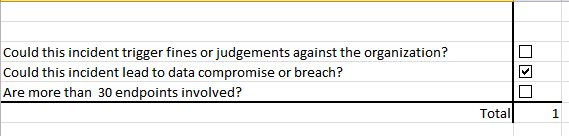 Could this incident trigger fines or judgements against the organization?
Could this incident lead to data compromise or breach?
Are more than  30 endpoints involved?
Total 1